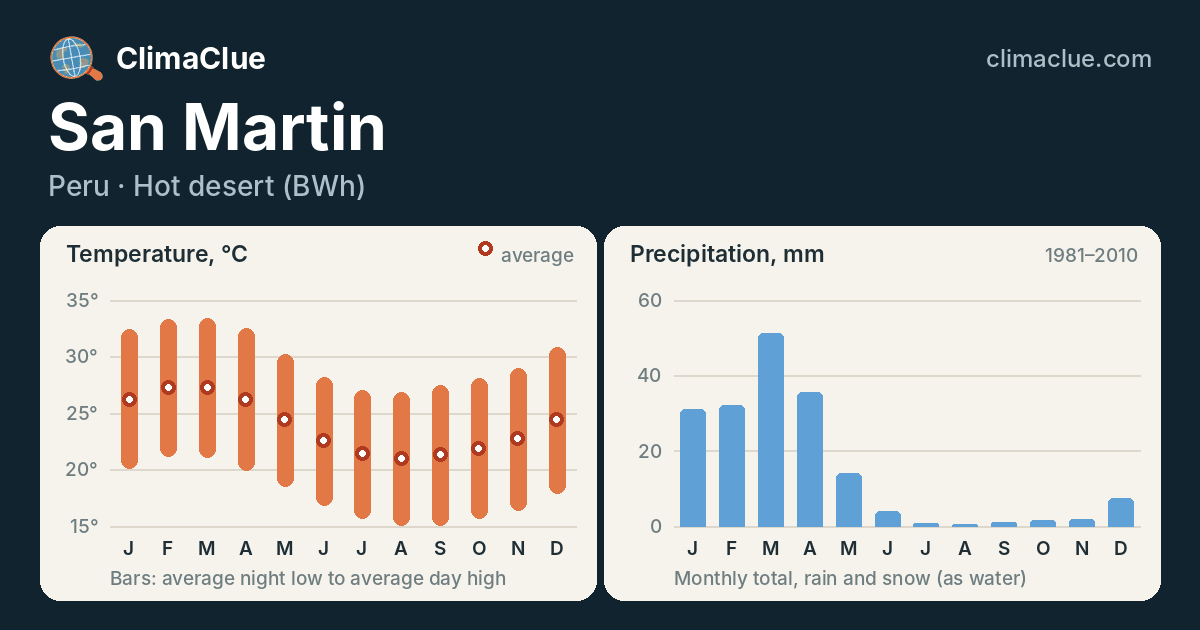 ClimaClue
climaclue.com
San Martin
Peru · Hot desert (BWh)
Temperature, °C
average
35°
30°
25°
20°
15°
J F M A M J J A S O N D
Bars: average night low to average day high
Precipitation, mm
1981–2010
60
40
20
0
J F M A M J J A S O N D
Monthly total, rain and snow (as water)